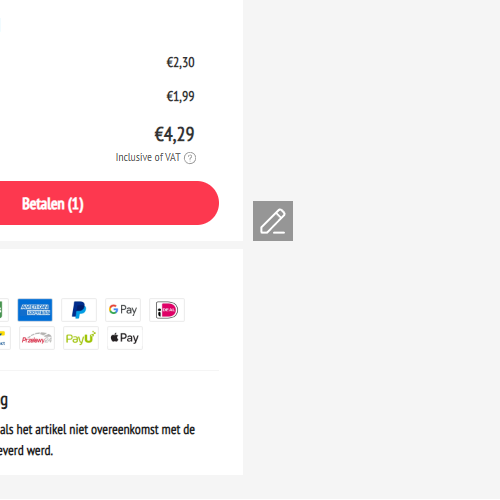 €2,30
€1,99
€4,29
Inclusive of VAT ?
Betalen (1)
AMERICAN EXPRESS
G Pay
iDEAL
Przelewy24
PayU
Pay
g
als het artikel niet overeenkomst met de
everd werd.